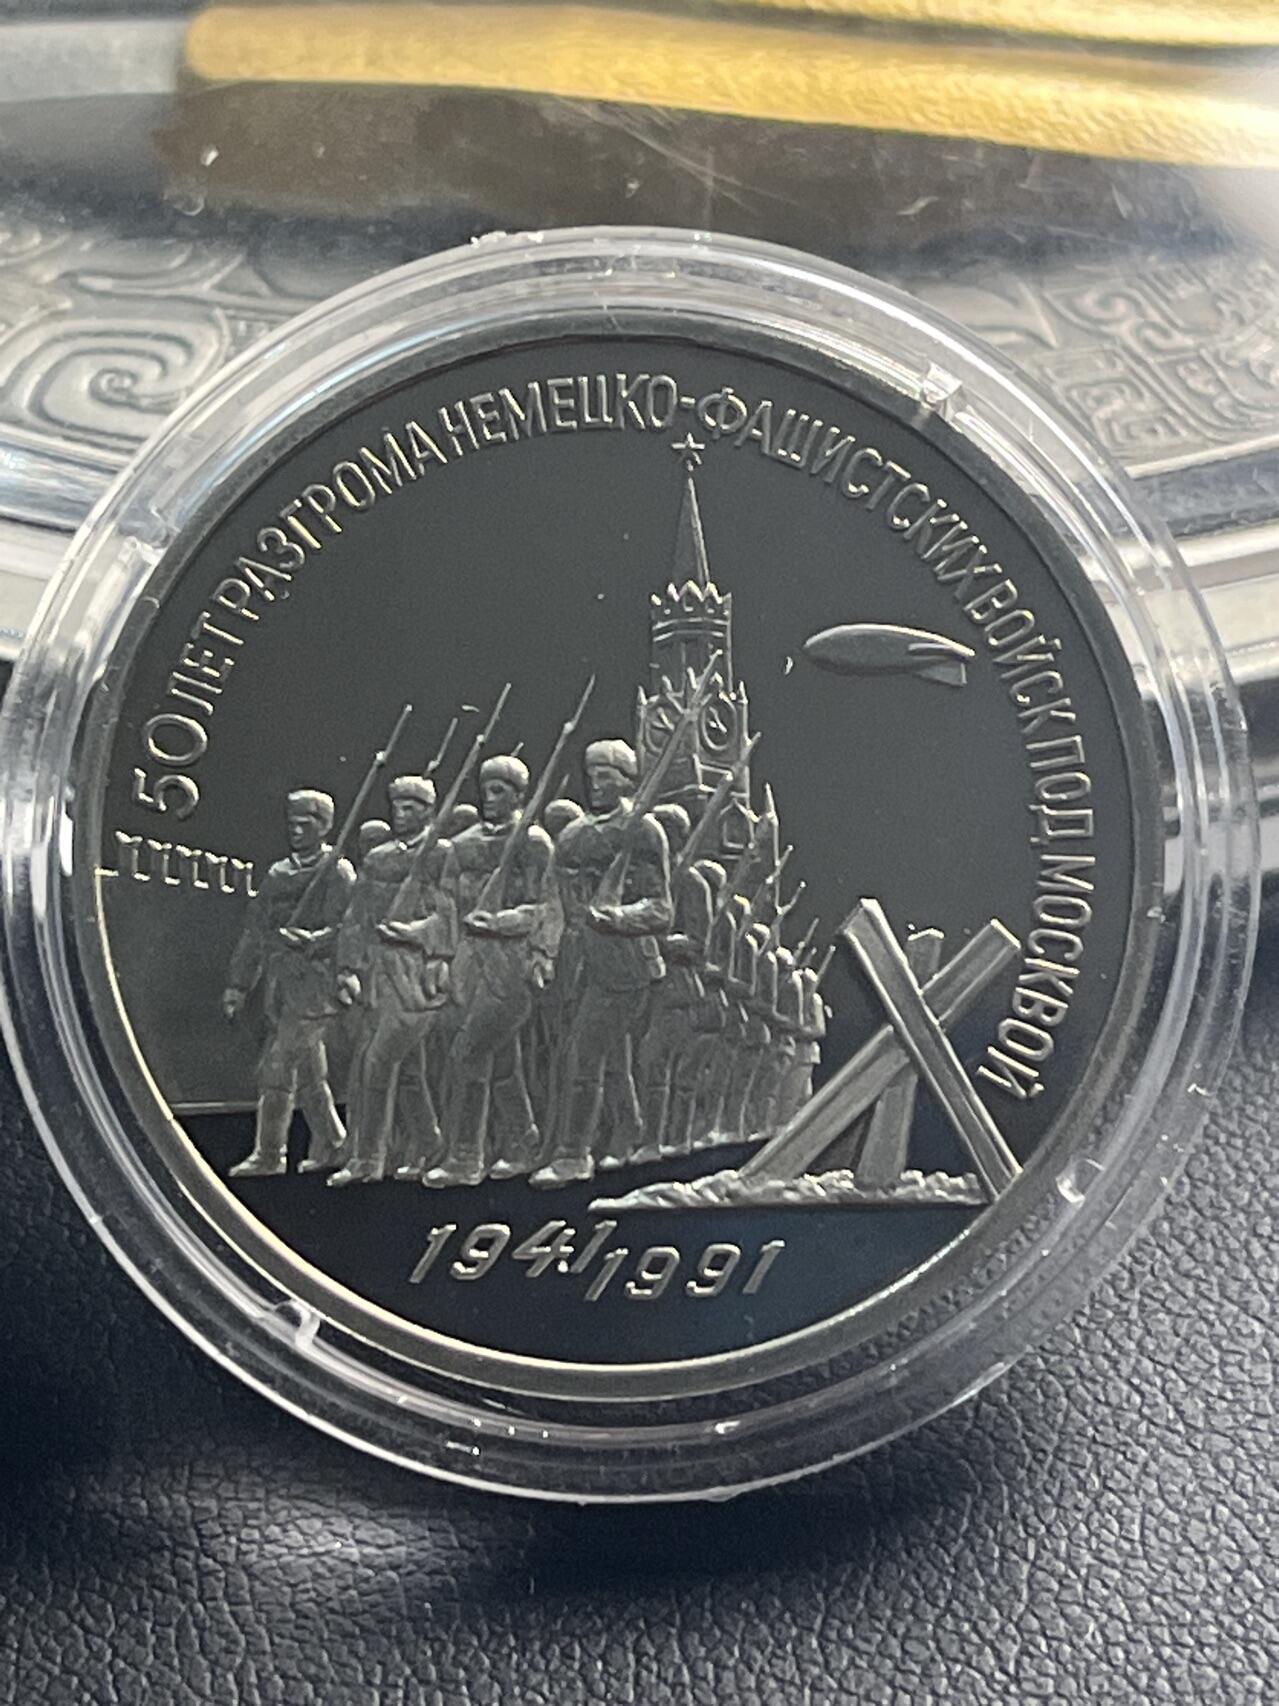 50 ЛЕТ РАЗГРОМА НЕМЕЦКО-ФАШИСТСКИХ ВОЙСК ПОД МОСКВОЙ
1941/1991